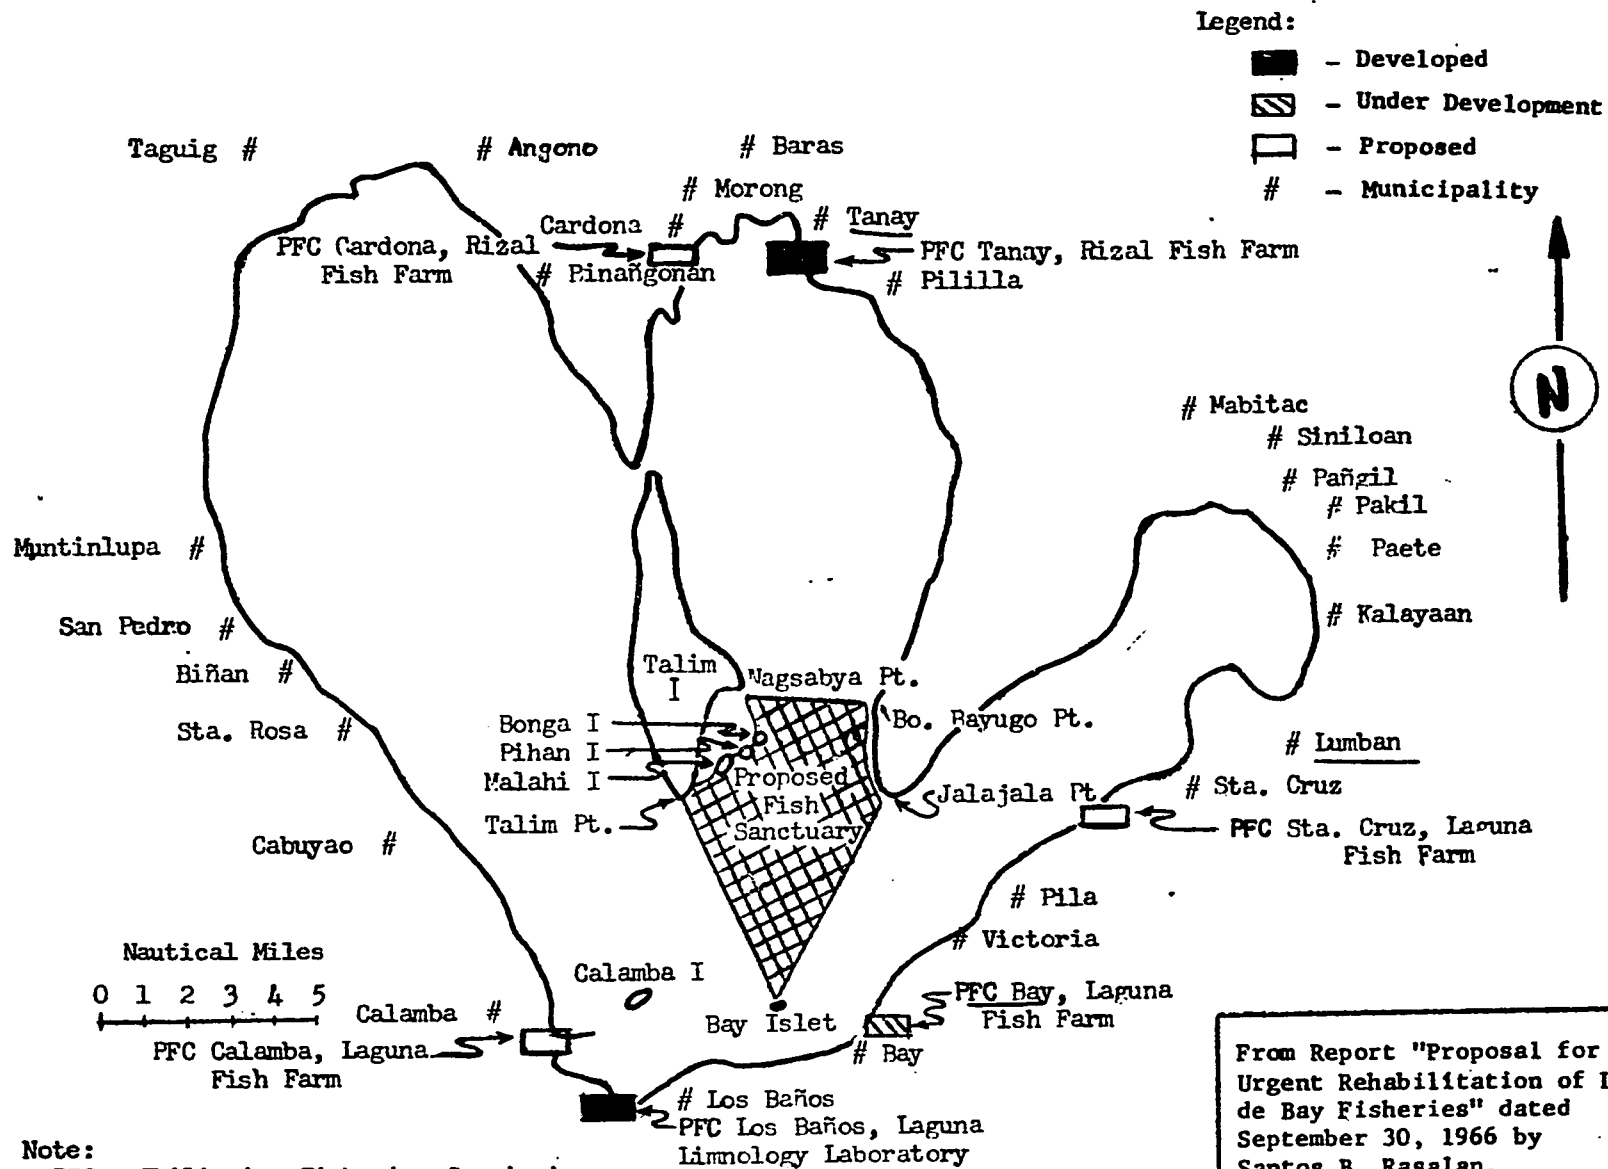 Legend:
- Developed
- Under Development
- Proposed
# - Municipality
Taguig #
# Angono
# Baras
# Morong
Cardona #
# Tanay
PFC Cardona, Rizal
Fish Farm
# Pinañgonan
PFC Tanay, Rizal Fish Farm
# Pililla
N
# Mabitac
# Siniloan
# Pañgil
# Pakil
# Paete
# Kalayaan
Muntinlupa #
San Pedro #
Biñan #
Sta. Rosa #
Talim
I
Nagsabya Pt.
Bo. Bayugo Pt.
Bonga I
Pihan I
Malahi I
Talim Pt.
Proposed
Fish
Sanctuary
Jalajala Pt
# Lumban
# Sta. Cruz
PFC Sta. Cruz, Laguna
Fish Farm
Cabuyao #
# Pila
# Victoria
Nautical Miles
0 1 2 3 4 5
Calamba I
Bay Islet
PFC Bay, Laguna
Fish Farm
# Bay
Calamba #
PFC Calamba, Laguna
Fish Farm
# Los Baños
PFC Los Baños, Laguna
Limnology Laboratory
From Report "Proposal for
Urgent Rehabilitation of
de Bay Fisheries" dated
September 30, 1966 by
Santos B. Rasalan.
Note: